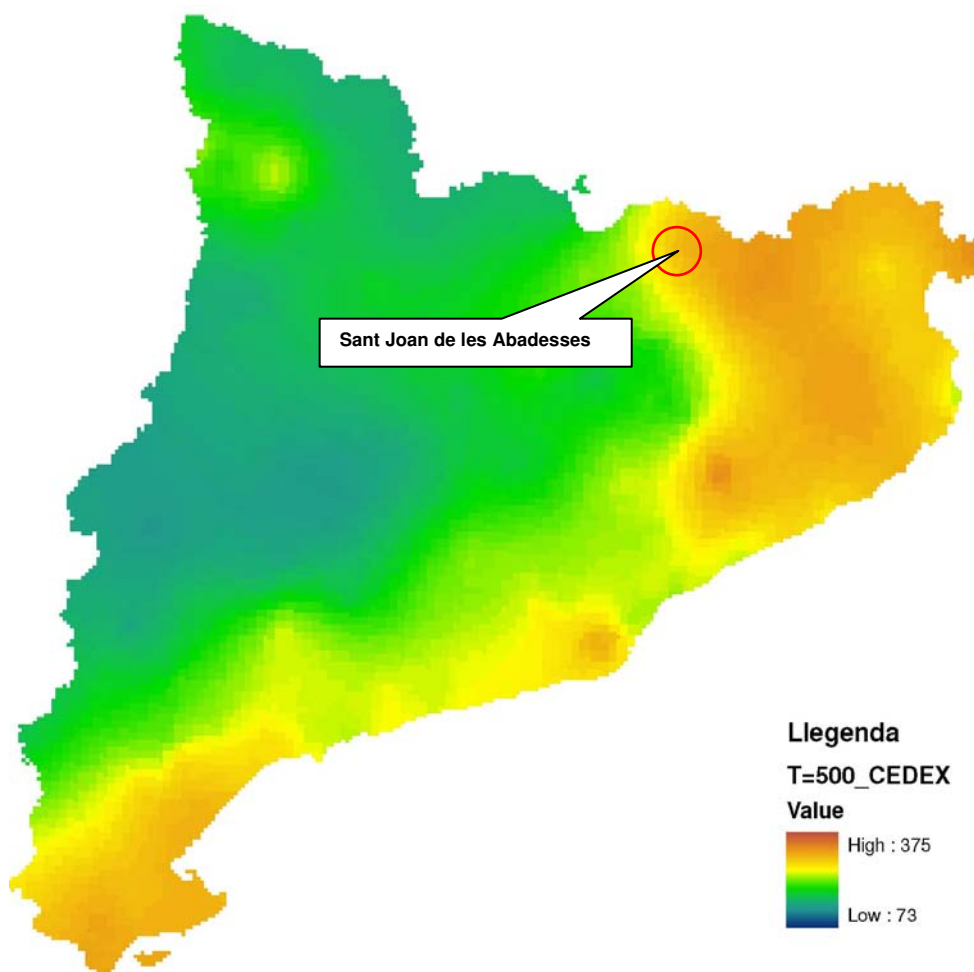 Sant Joan de les Abadesses
Llegenda
T=500_CEDEX
Value
High : 375
Low : 73